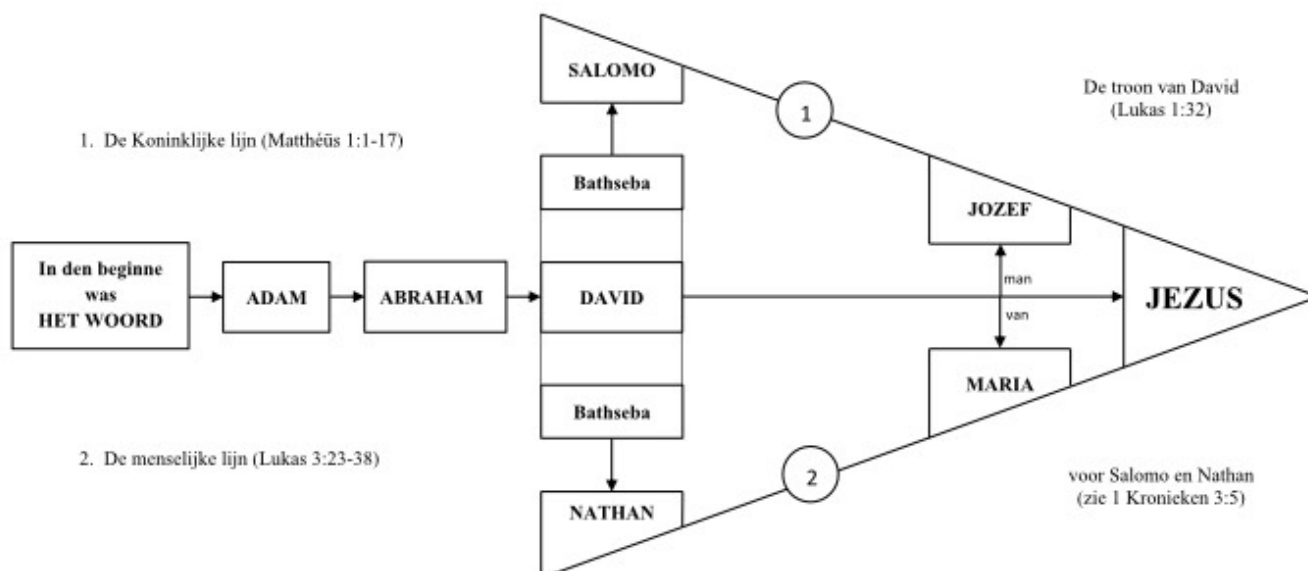 SALOMO
1
De troon van David
(Lukas 1:32)
1. De Koninklijke lijn (Matthéüs 1:1-17)
Bathseba
JOZEF
In den beginne
was
HET WOORD
ADAM
ABRAHAM
DAVID
man
van
JEZUS
MARIA
Bathseba
2. De menselijke lijn (Lukas 3:23-38)
2
voor Salomo en Nathan
(zie 1 Kronieken 3:5)
NATHAN